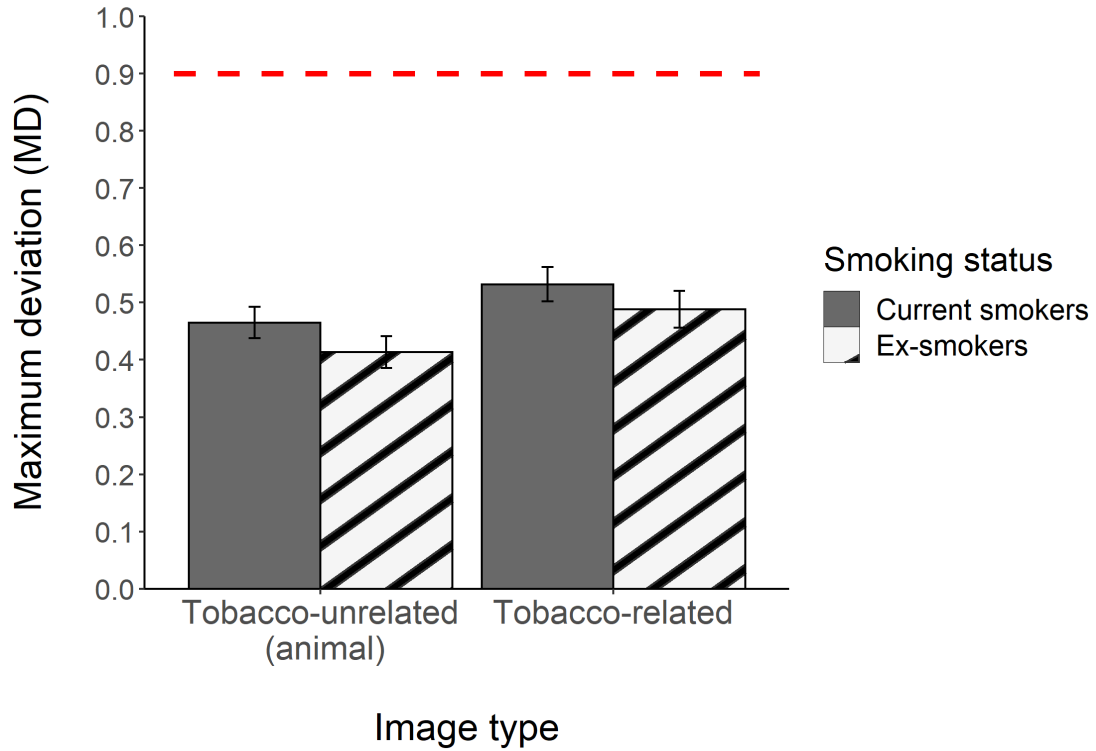 1.0
0.9
0.8
0.7
0.6
0.5
0.4
0.3
0.2
0.1
0.0
Maximum deviation (MD)
Tobacco-unrelated
(animal)
Tobacco-related
Image type
Smoking status
Current smokers
Ex-smokers